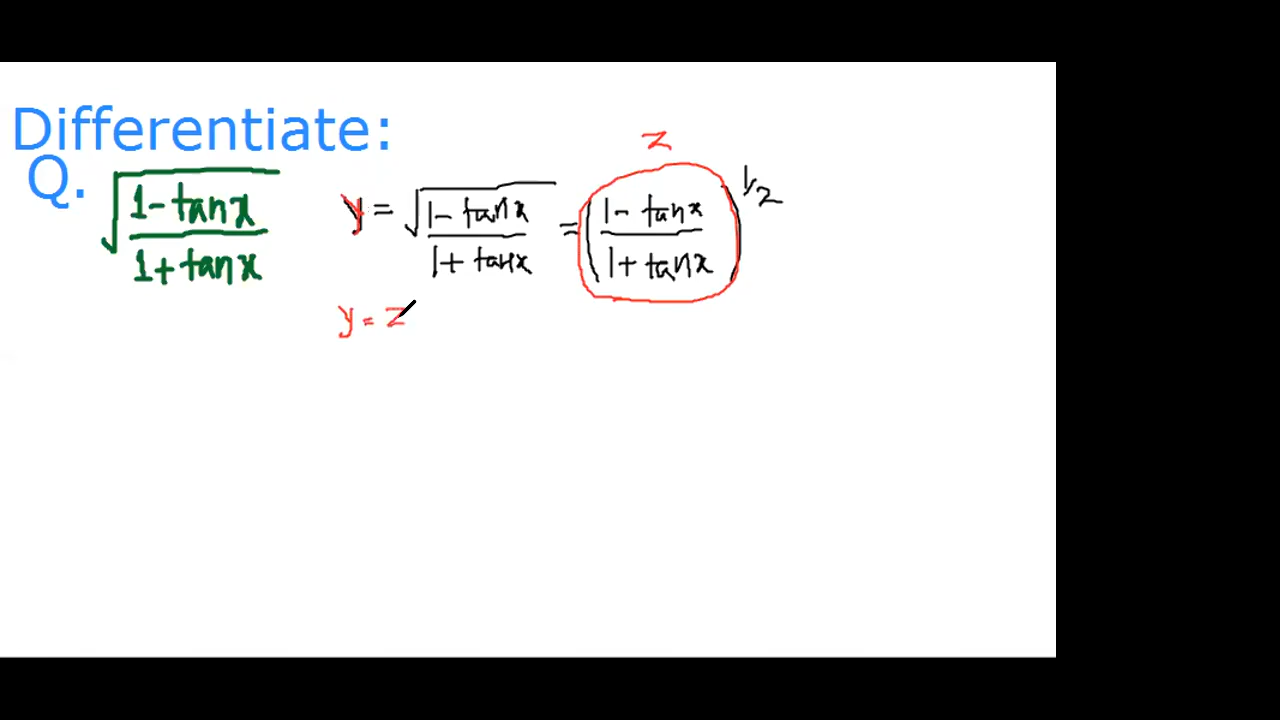 Differentiate:
Q. √((1-tanx)/(1+tanx))
z
y = √((1-tanx)/(1+tanx)) = ((1-tanx)/(1+tanx))^1/2
y = z